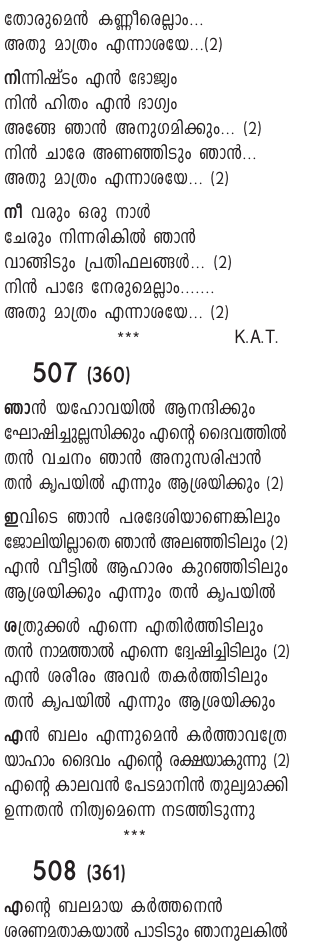 തോരുമെൻ കണ്ണീരെല്ലാം...
അതു മാത്രം എന്നാശയേ...(2)
നിന്നിഷ്ടം എൻ ഭോജ്യം
നിൻ ഹിതം എൻ ഭാഗ്യം
അങ്ങേ ഞാൻ അനുഗമിക്കും... (2)
നിൻ ചാരേ അണഞ്ഞിടും ഞാൻ...
അതു മാത്രം എന്നാശയേ... (2)
നീ വരും ഒരു നാൾ
ചേരും നിന്നരികിൽ ഞാൻ
വാങ്ങിടും പ്രതിഫലങ്ങൾ... (2)
നിൻ പാദേ നേരുമെല്ലാം.......
അതു മാത്രം എന്നാശയേ... (2)
*** K.A.T.
507 (360)
ഞാൻ യഹോവയിൽ ആനന്ദിക്കും
ഘോഷിച്ചുല്ലസിക്കും എന്റെ ദൈവത്തിൽ
തൻ വചനം ഞാൻ അനുസരിപ്പാൻ
തൻ കൃപയിൽ എന്നും ആശ്രയിക്കും (2)
ഇവിടെ ഞാൻ പരദേശിയാണെങ്കിലും
ജോലിയില്ലാതെ ഞാൻ അലഞ്ഞിടിലും (2)
എൻ വീട്ടിൽ ആഹാരം കുറഞ്ഞിടിലും
ആശ്രയിക്കും എന്നും തൻ കൃപയിൽ
ശത്രുക്കൾ എന്നെ എതിർത്തിടിലും
തൻ നാമത്താൽ എന്നെ ദ്വേഷിച്ചിടിലും (2)
എൻ ശരീരം അവർ തകർത്തിടിലും
തൻ കൃപയിൽ എന്നും ആശ്രയിക്കും
എൻ ബലം എന്നുമെൻ കർത്താവത്രേ
യാഹാം ദൈവം എന്റെ രക്ഷയാകുന്നു (2)
എന്റെ കാലവൻ പേടമാനിൻ തുല്യമാക്കി
ഉന്നതൻ നിത്യമെന്നെ നടത്തിടുന്നു
***
508 (361)
എന്റെ ബലമായ കർത്തനെൻ
ശരണമതാകയാൽ പാടിടും ഞാനുലകിൽ